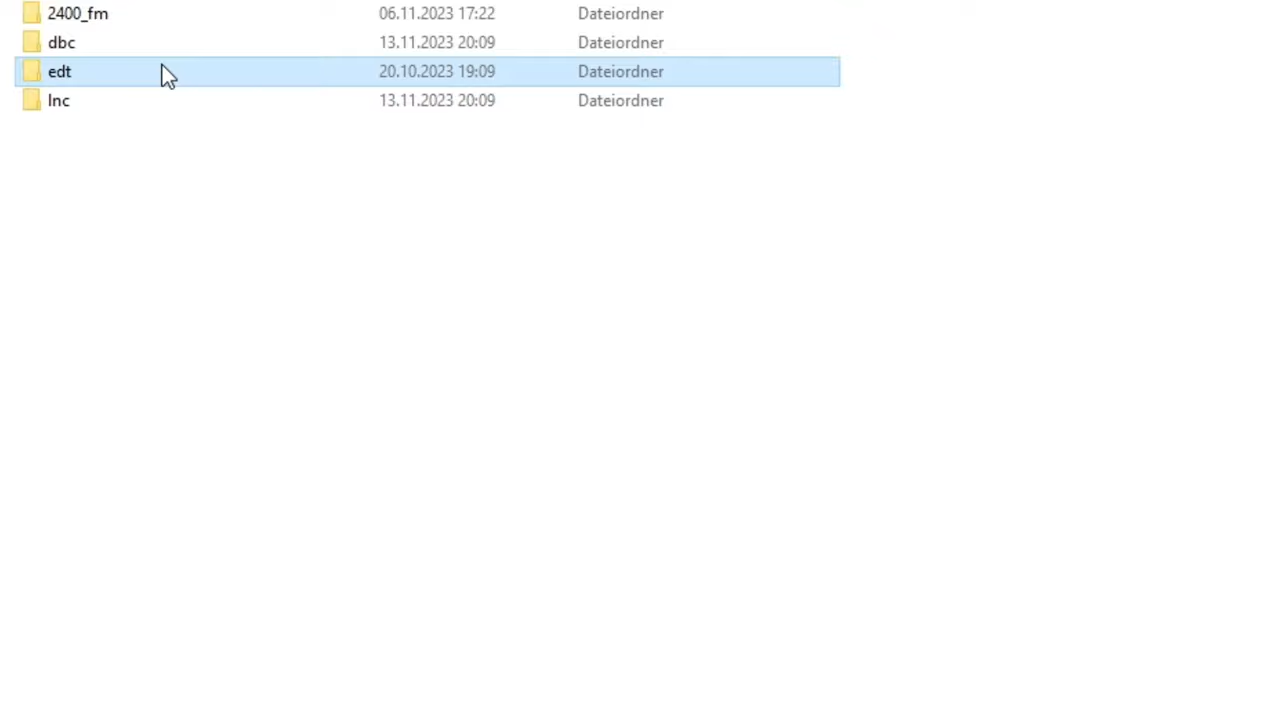 2400_fm 06.11.2023 17:22 Dateiordner
dbc 13.11.2023 20:09 Dateiordner
edt 20.10.2023 19:09 Dateiordner
lnc 13.11.2023 20:09 Dateiordner